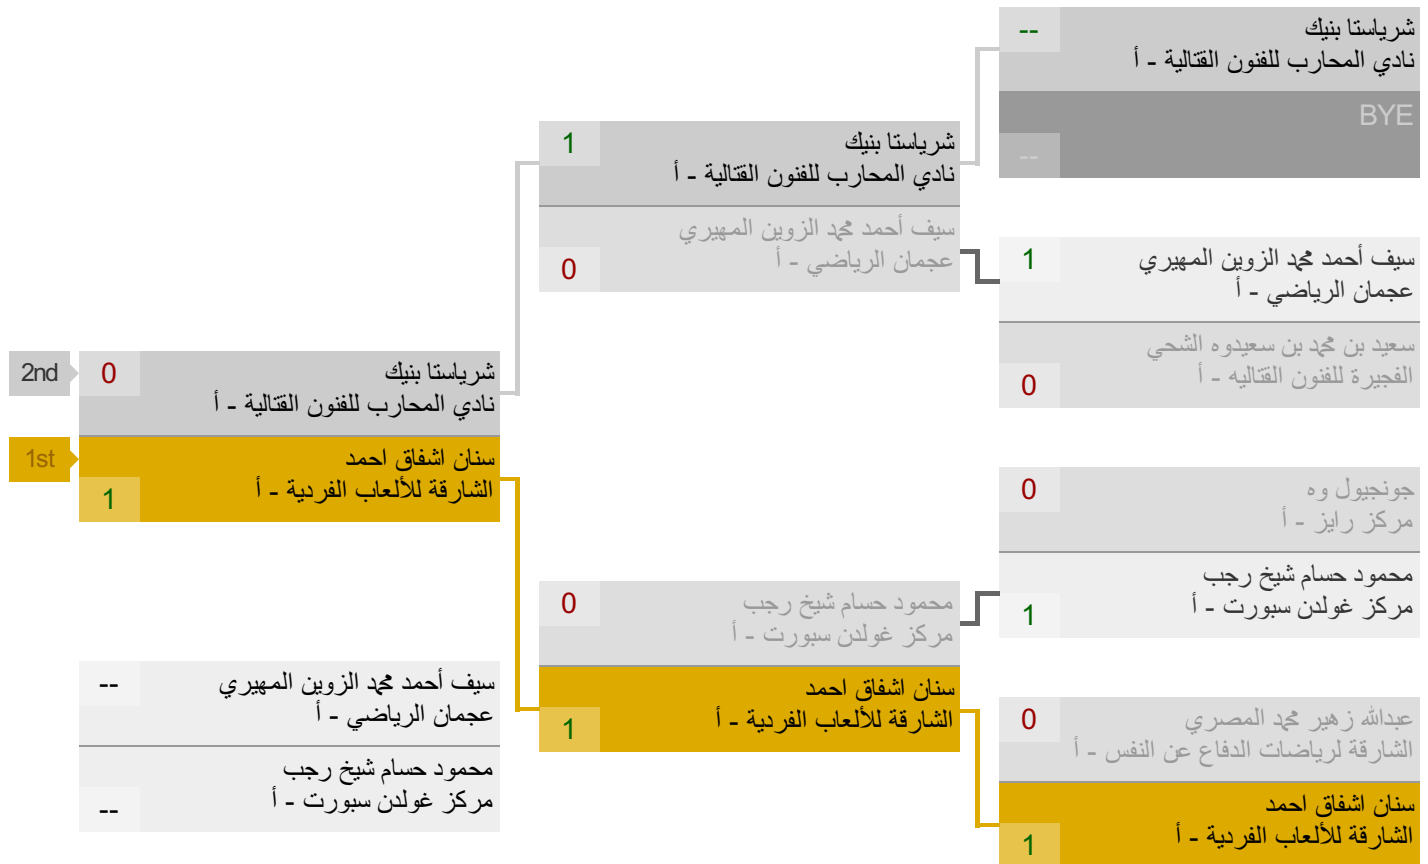 --
شرياستا بنيك
نادي المحارب للفنون القتالية - أ
BYE
--
1
شرياستا بنيك
نادي المحارب للفنون القتالية - أ
سيف أحمد محمد الزوين المهيري
عجمان الرياضي - أ
0
1
سيف أحمد محمد الزوين المهيري
عجمان الرياضي - أ
سعيد بن محمد بن سعيدوه الشحي
الفجيرة للفنون القتاليه - أ
0
2nd
0
شرياستا بنيك
نادي المحارب للفنون القتالية - أ
1st
سنان اشفاق احمد
الشارقة للألعاب الفردية - أ
1
0
جونجيول وه
مركز رايز - أ
محمود حسام شيخ رجب
مركز غولدن سبورت - أ
1
0
محمود حسام شيخ رجب
مركز غولدن سبورت - أ
سنان اشفاق احمد
الشارقة للألعاب الفردية - أ
1
--
سيف أحمد محمد الزوين المهيري
عجمان الرياضي - أ
محمود حسام شيخ رجب
مركز غولدن سبورت - أ
--
0
عبدالله زهير محمد المصري
الشارقة لرياضات الدفاع عن النفس - أ
سنان اشفاق احمد
الشارقة للألعاب الفردية - أ
1